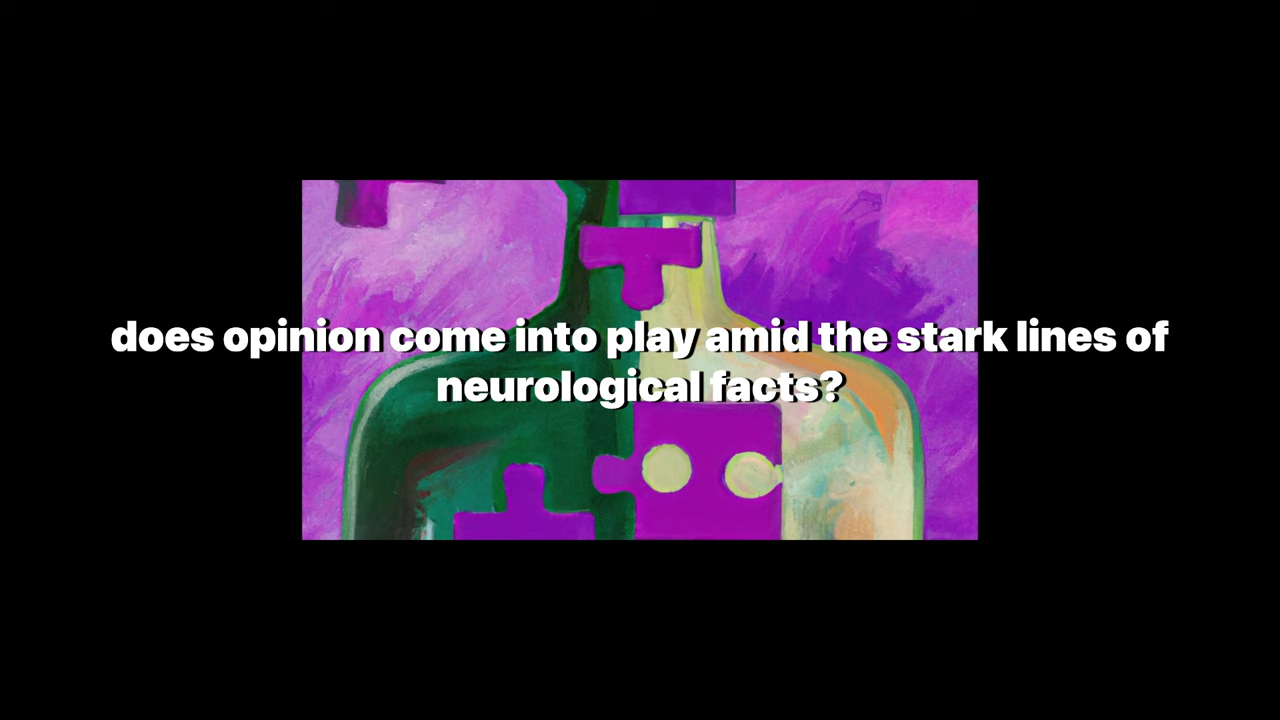 does opinion come into play amid the stark lines of
neurological facts?